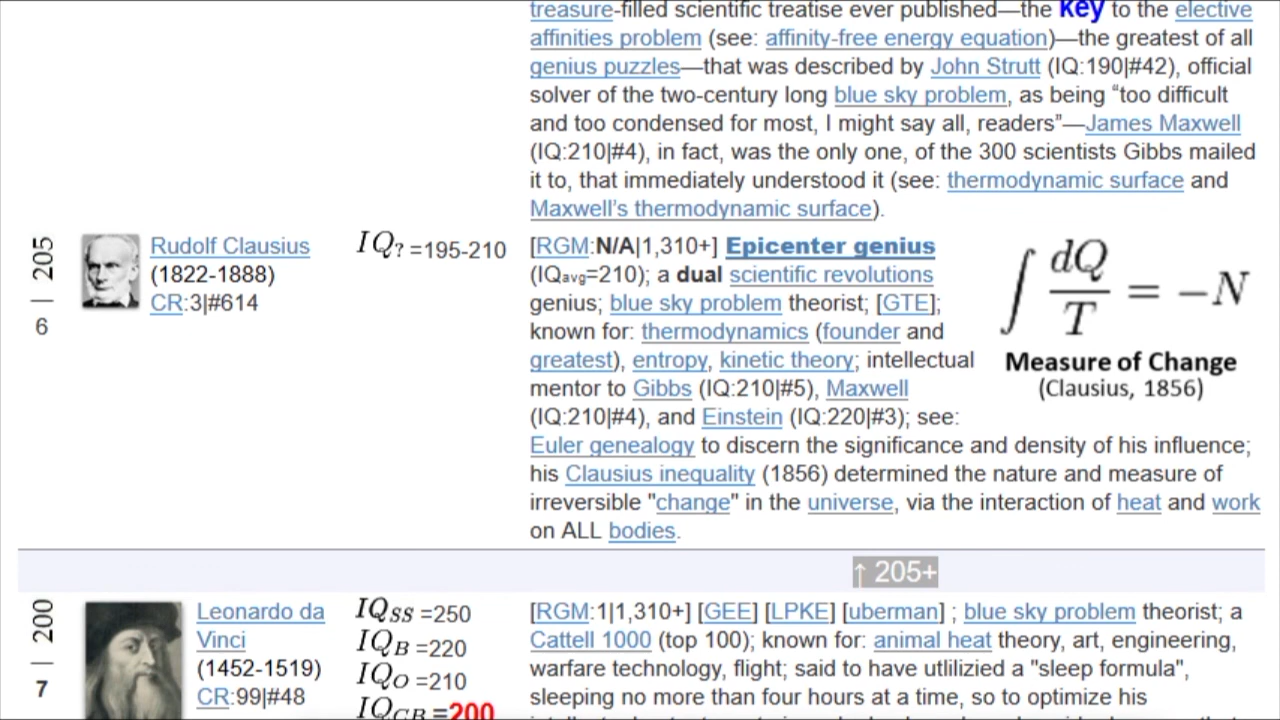 treasure-filled scientific treatise ever published—the key to the elective
affinities problem (see: affinity-free energy equation)—the greatest of all
genius puzzles—that was described by John Strutt (IQ:190|#42), official
solver of the two-century long blue sky problem, as being “too difficult
and too condensed for most, I might say all, readers”—James Maxwell
(IQ:210|#4), in fact, was the only one, of the 300 scientists Gibbs mailed
it to, that immediately understood it (see: thermodynamic surface and
Maxwell’s thermodynamic surface).
205 | 6
Rudolf Clausius
(1822-1888)
CR:3|#614
IQ? =195-210
[RGM:N/A|1,310+] Epicenter genius
(IQavg=210); a dual scientific revolutions
genius; blue sky problem theorist; [GTE];
known for: thermodynamics (founder and
greatest), entropy, kinetic theory; intellectual
mentor to Gibbs (IQ:210|#5), Maxwell
(IQ:210|#4), and Einstein (IQ:220|#3); see:
Euler genealogy to discern the significance and density of his influence;
his Clausius inequality (1856) determined the nature and measure of
irreversible "change" in the universe, via the interaction of heat and work
on ALL bodies.
∫ dQ/T = −N
Measure of Change
(Clausius, 1856)
↑ 205+
200 | 7
Leonardo da
Vinci
(1452-1519)
CR:99|#48
IQSS =250
IQB =220
IQO =210
IQCB =200
[RGM:1|1,310+] [GEE] [LPKE] [uberman] ; blue sky problem theorist; a
Cattell 1000 (top 100); known for: animal heat theory, art, engineering,
warfare technology, flight; said to have utlilizied a "sleep formula",
sleeping no more than four hours at a time, so to optimize his